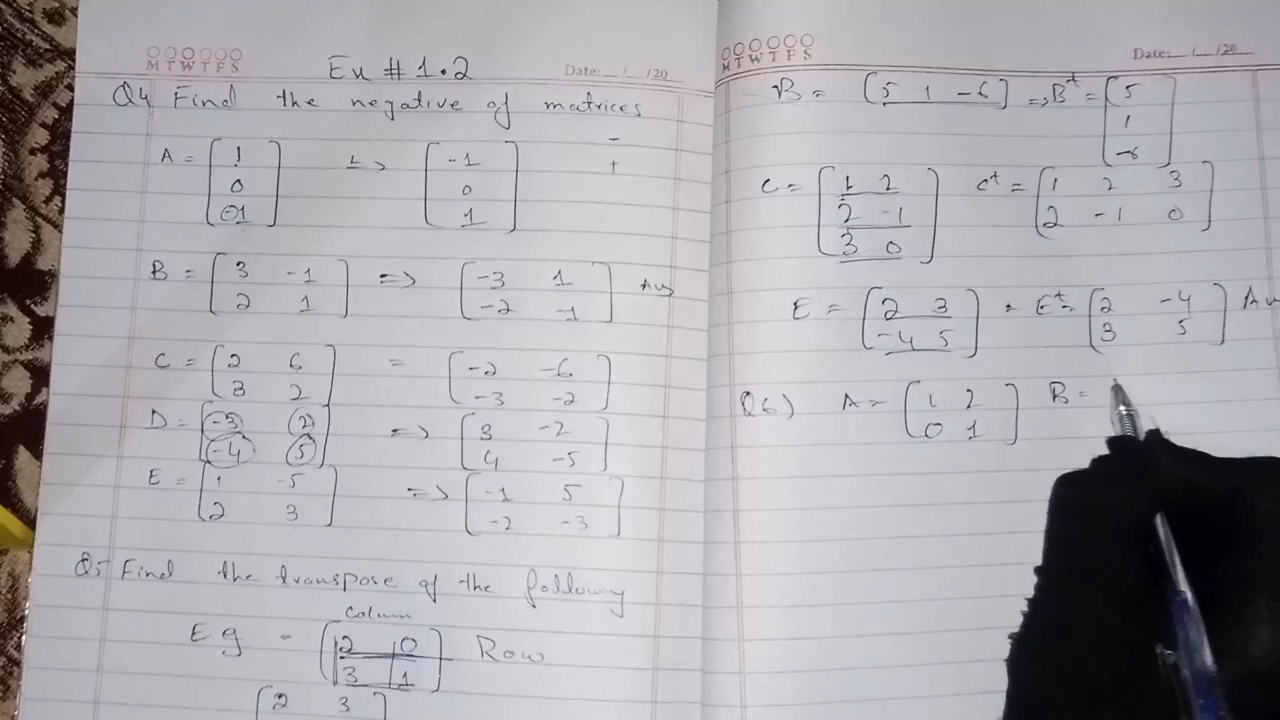 M T W T F S
Ex # 1.2
Date: / /20
Q4 Find the negative of matrices
A = [ 1 => [ -1 -
0 0 +
01 ] 1 ]
B = [ 3 -1 => [ -3 1 Ans
2 1 ] -2 -1 ]
C = [ 2 6 = [ -2 -6
3 2 ] -3 -2 ]
D = [ -3 2 => [ 3 -2
-4 5 ] 4 -5 ]
E = [ 1 -5 => [ -1 5
2 3 ] -2 -3 ]
Q5 Find the transpose of the following
column
Eg = [ 2 0 Row
3 1 ]
[ 2 3
M T W T F S
Date: / /20
B = [ 5 1 -6 ] => B^t = [ 5
1
-6 ]
C = [ 1 2 C^t = [ 1 2 3
2 -1 2 -1 0 ]
3 0 ]
E = [ 2 3 = E^t = [ 2 -4 An
-4 5 ] 3 5 ]
Q6) A = [ 1 2 B =
0 1 ]